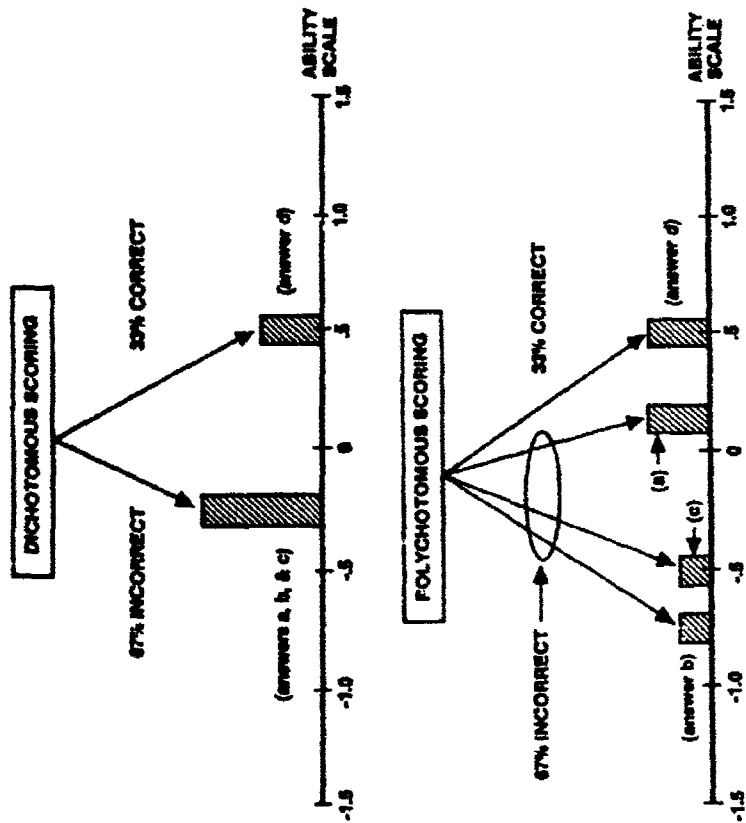 DICHOTOMOUS SCORING
67% INCORRECT
33% CORRECT
(answers a, b, & c)
(answer d)
ABILITY
SCALE
-1.5
-1.0
-.5
0
.5
1.0
1.5
POLYCHOTOMOUS SCORING
67% INCORRECT
33% CORRECT
(answer b)
(c)
(a)
(answer d)
ABILITY
SCALE
-1.5
-1.0
-.5
0
.5
1.0
1.5